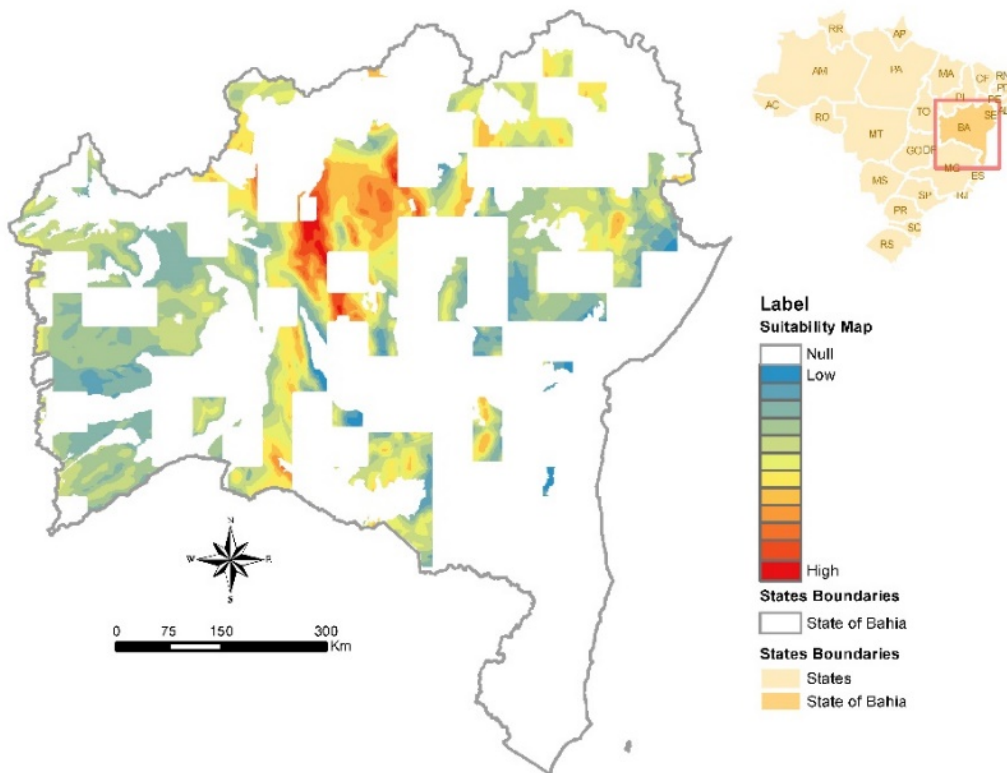 RR
AP
AM
PA
MA
CE
RN
AC
RO
TO
SE
BA
MT
GO
DF
MG
ES
MS
SP
RJ
PR
SC
RS
N
W
E
S
0 75 150 300
Km
Label
Suitability Map
Null
Low
High
States Boundaries
State of Bahia
States Boundaries
States
State of Bahia